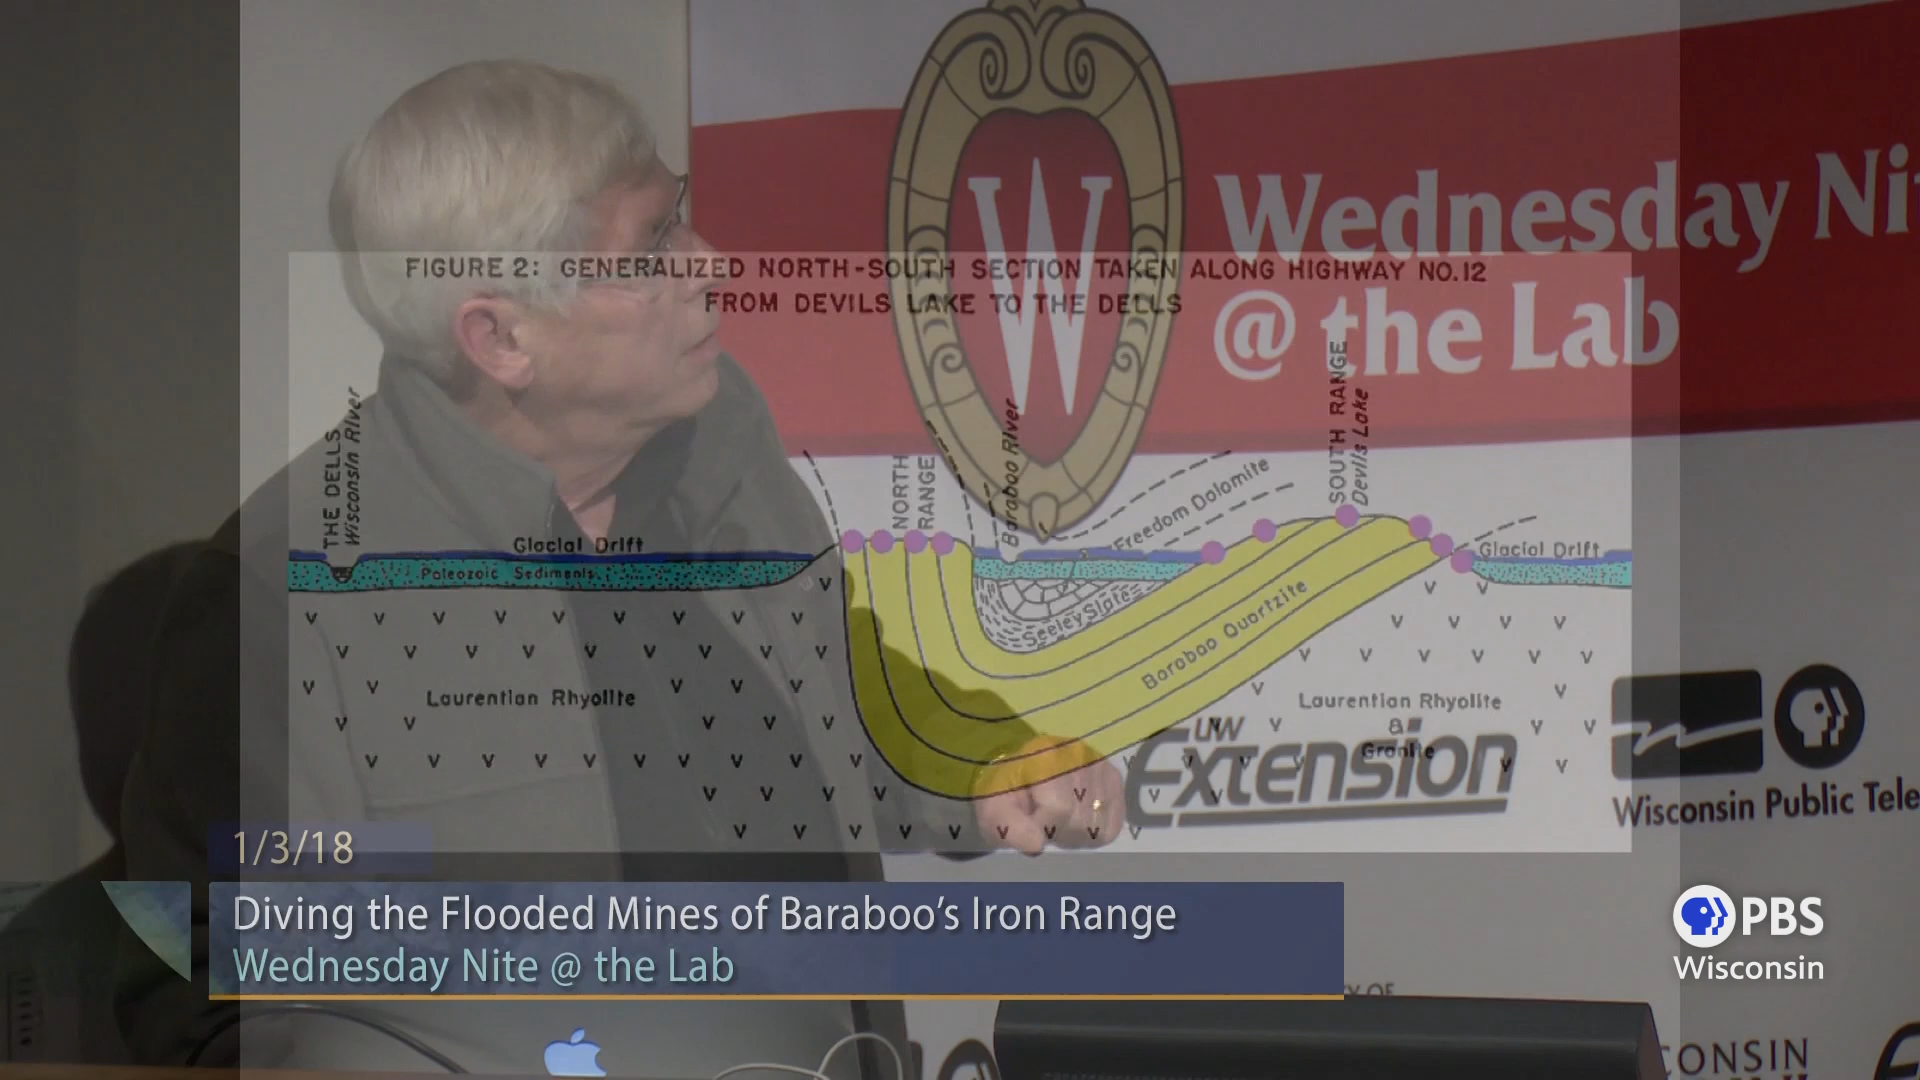 W
Wednesday Ni
@ the Lab
FIGURE 2: GENERALIZED NORTH-SOUTH SECTION TAKEN ALONG HIGHWAY NO.12
FROM DEVILS LAKE TO THE DELLS
THE DELLS
Wisconsin River
NORTH
RANGE
Baraboo River
SOUTH RANGE
Devils Lake
Freedom Dolomite
Glacial Drift
Glacial Drift
Paleozoic Sediments
Seeley Slate
Baraboo Quartzite
Laurentian Rhyolite
Laurentian Rhyolite
&
Granite
UW
Extension
Wisconsin Public Tele
1/3/18
Diving the Flooded Mines of Baraboo's Iron Range
Wednesday Nite @ the Lab
PBS
Wisconsin
Y OF
CONSIN